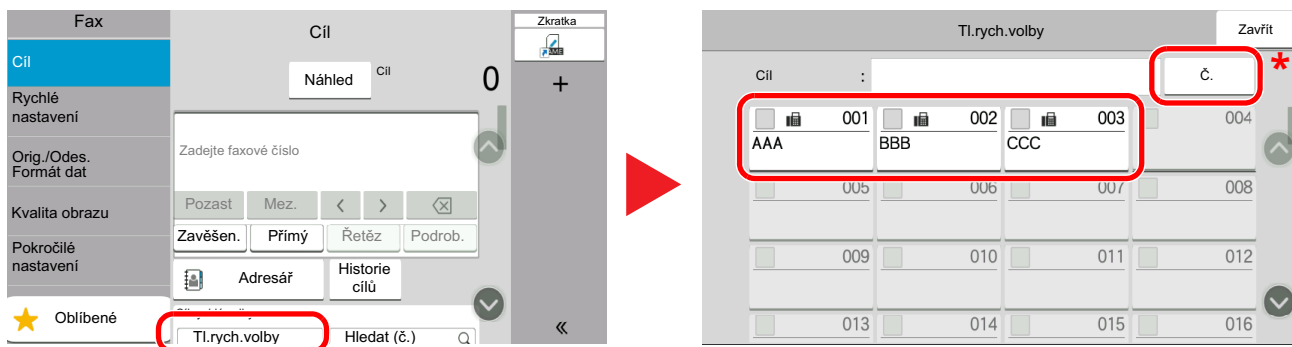 Fax
Cíl
Zkratka
Cíl
Náhled
Cíl
0
+
Rychlé
nastavení
Orig./Odes.
Formát dat
Kvalita obrazu
Pokročilé
nastavení
Oblíbené
Zadejte faxové číslo
Pozast
Mez.
<
>
Zavěšen.
Přímý
Řetěz
Podrob.
Adresář
Historie
cílů
Tl.rych.volby
Hledat (č.)
«
Tl.rych.volby
Zavřít
Cíl :
Č.
*
001 002 003 004
AAA BBB CCC
005 006 007 008
009 010 011 012
013 014 015 016